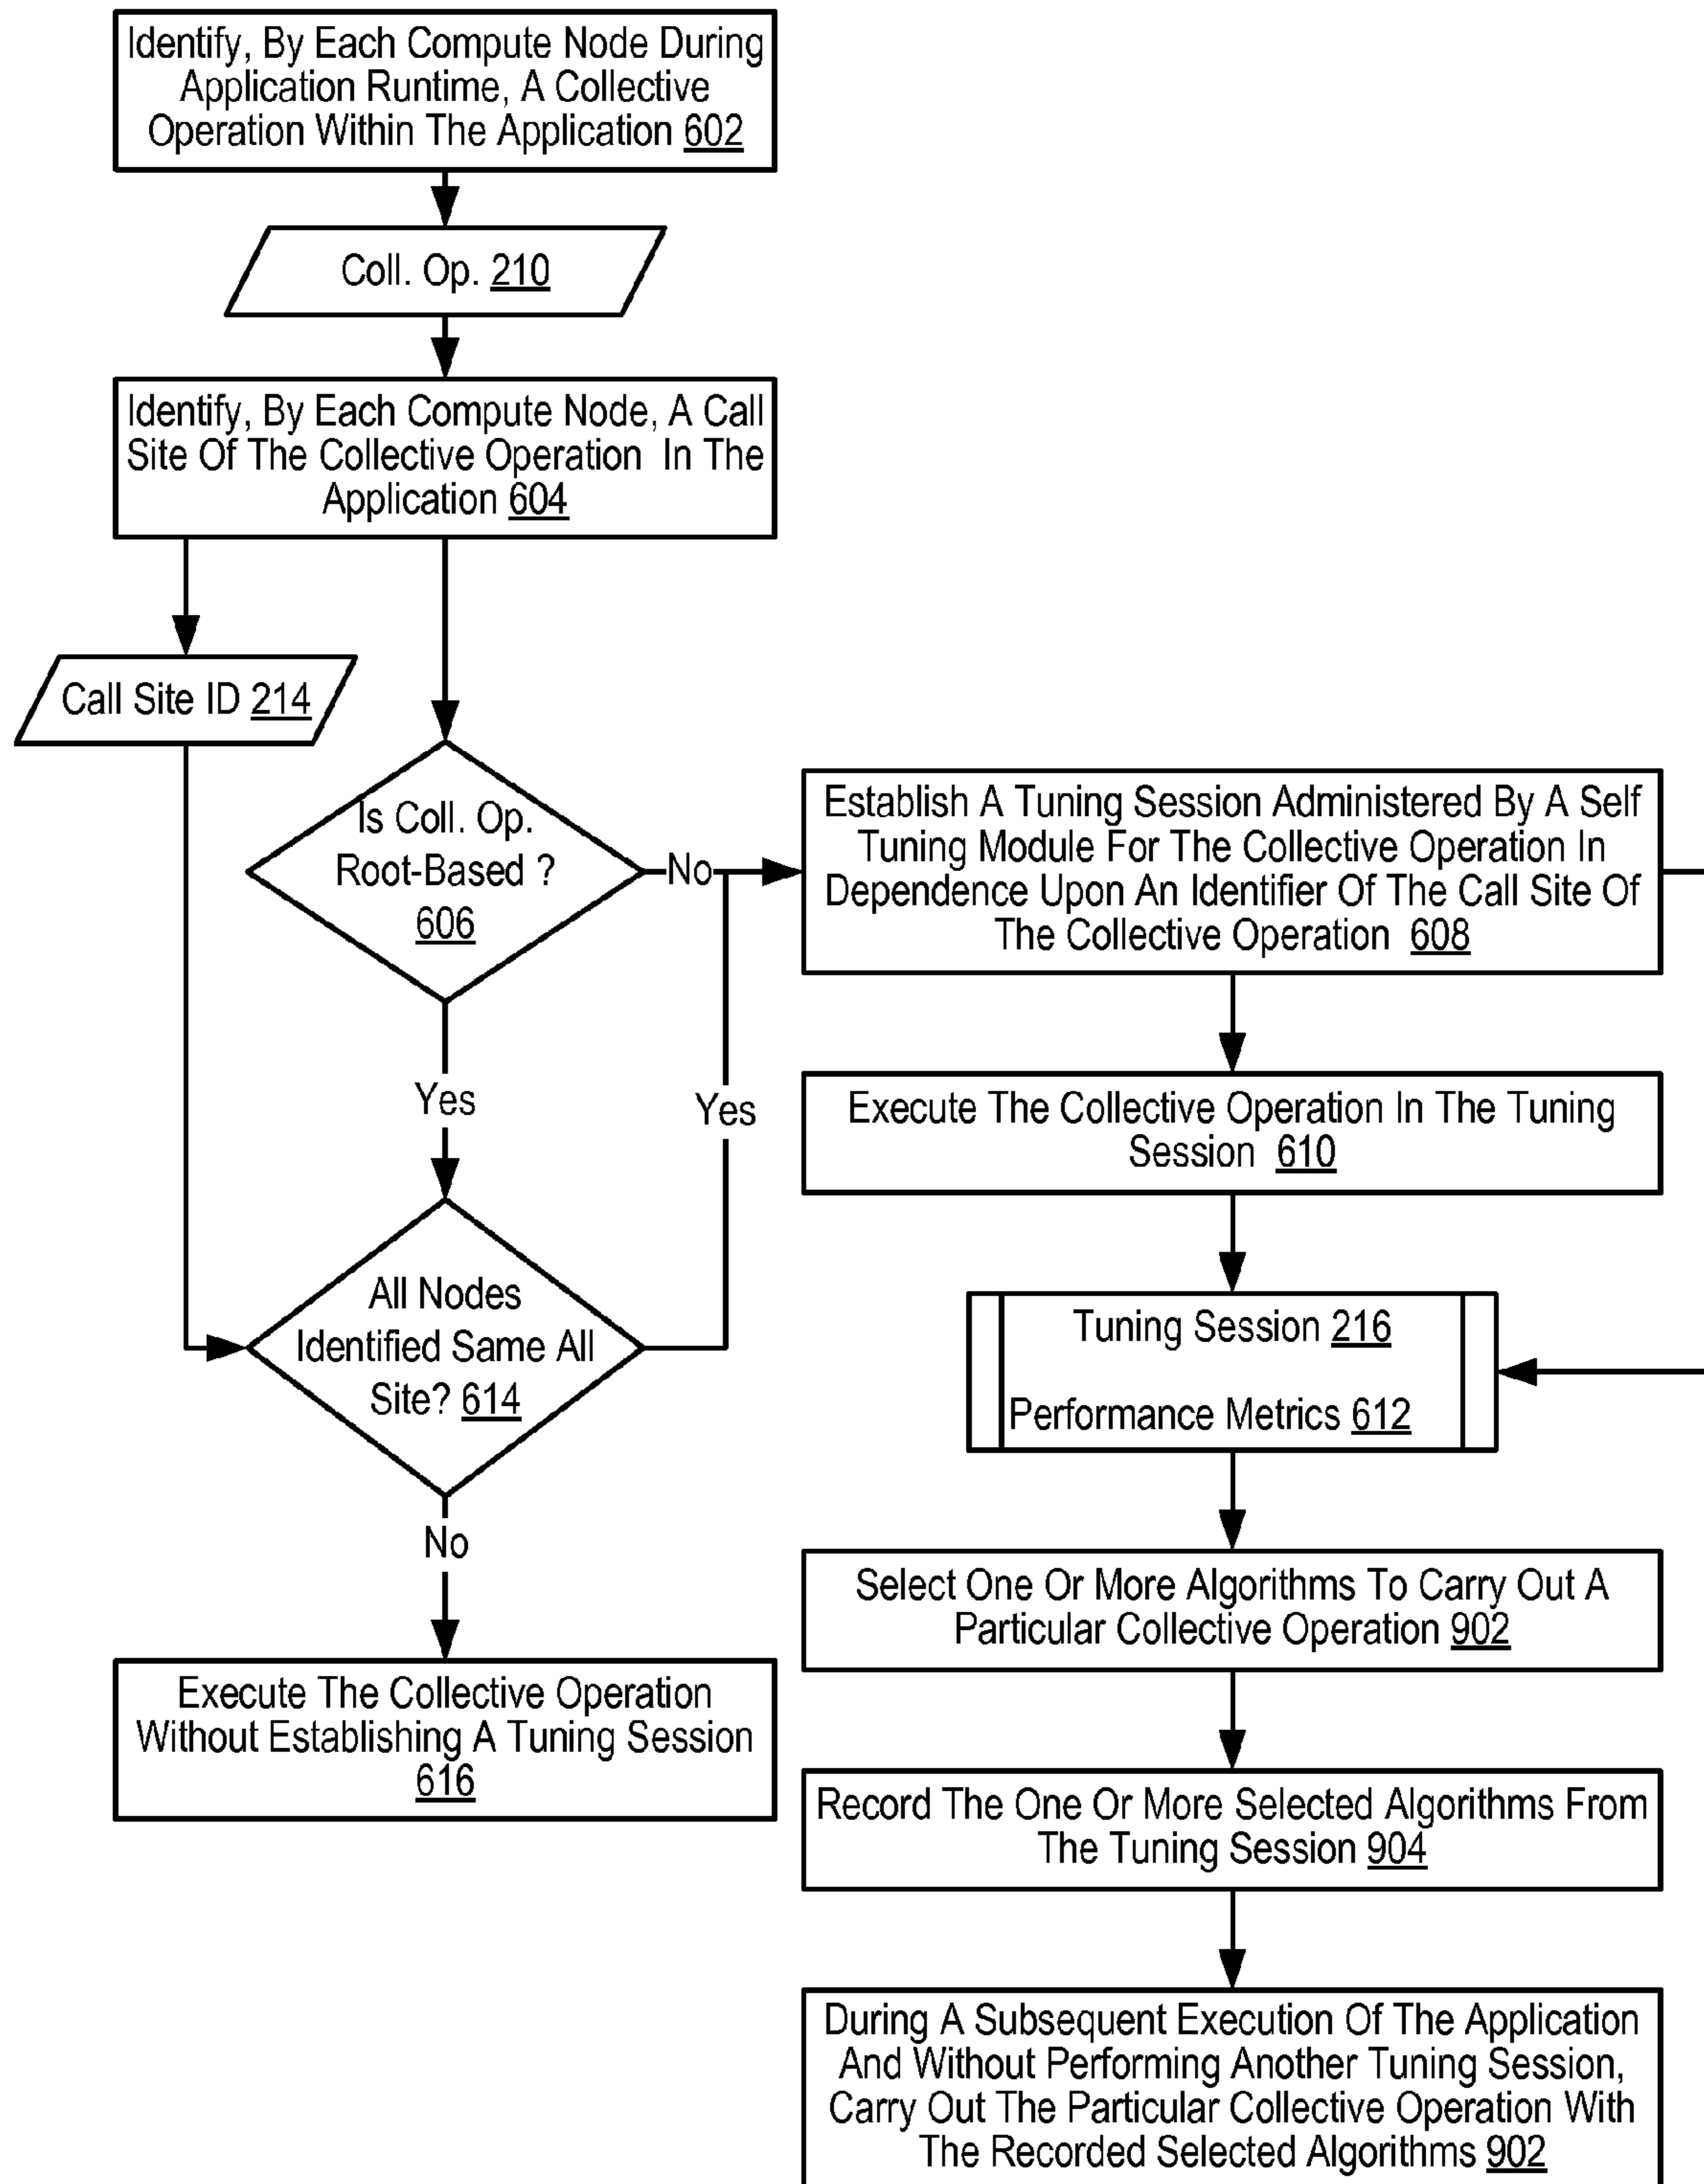 Identify, By Each Compute Node During
Application Runtime, A Collective
Operation Within The Application 602
Coll. Op. 210
Identify, By Each Compute Node, A Call
Site Of The Collective Operation In The
Application 604
Call Site ID 214
Is Coll. Op.
Root-Based ?
606
No
Yes
Yes
All Nodes
Identified Same All
Site? 614
No
Execute The Collective Operation
Without Establishing A Tuning Session
616
Establish A Tuning Session Administered By A Self
Tuning Module For The Collective Operation In
Dependence Upon An Identifier Of The Call Site Of
The Collective Operation 608
Execute The Collective Operation In The Tuning
Session 610
Tuning Session 216
Performance Metrics 612
Select One Or More Algorithms To Carry Out A
Particular Collective Operation 902
Record The One Or More Selected Algorithms From
The Tuning Session 904
During A Subsequent Execution Of The Application
And Without Performing Another Tuning Session,
Carry Out The Particular Collective Operation With
The Recorded Selected Algorithms 902